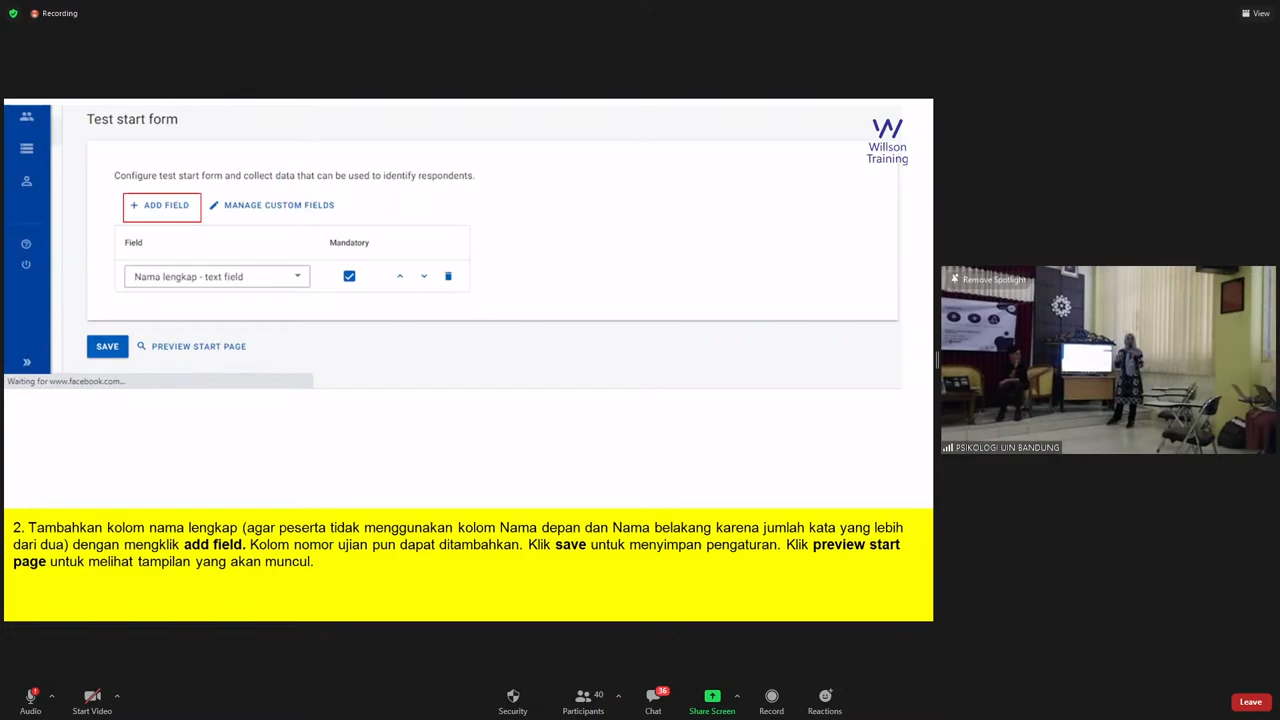 Recording
View
Test start form
Willson
Training
Configure test start form and collect data that can be used to identify respondents.
+ ADD FIELD
MANAGE CUSTOM FIELDS
Field
Mandatory
Nama lengkap - text field
SAVE
PREVIEW START PAGE
Waiting for www.facebook.com...
Remove Spotlight
PSIKOLOGI UIN BANDUNG
2. Tambahkan kolom nama lengkap (agar peserta tidak menggunakan kolom Nama depan dan Nama belakang karena jumlah kata yang lebih
dari dua) dengan mengklik add field. Kolom nomor ujian pun dapat ditambahkan. Klik save untuk menyimpan pengaturan. Klik preview start
page untuk melihat tampilan yang akan muncul.
Audio
Start Video
Security
Participants
40
Chat
36
Share Screen
Record
Reactions
Leave